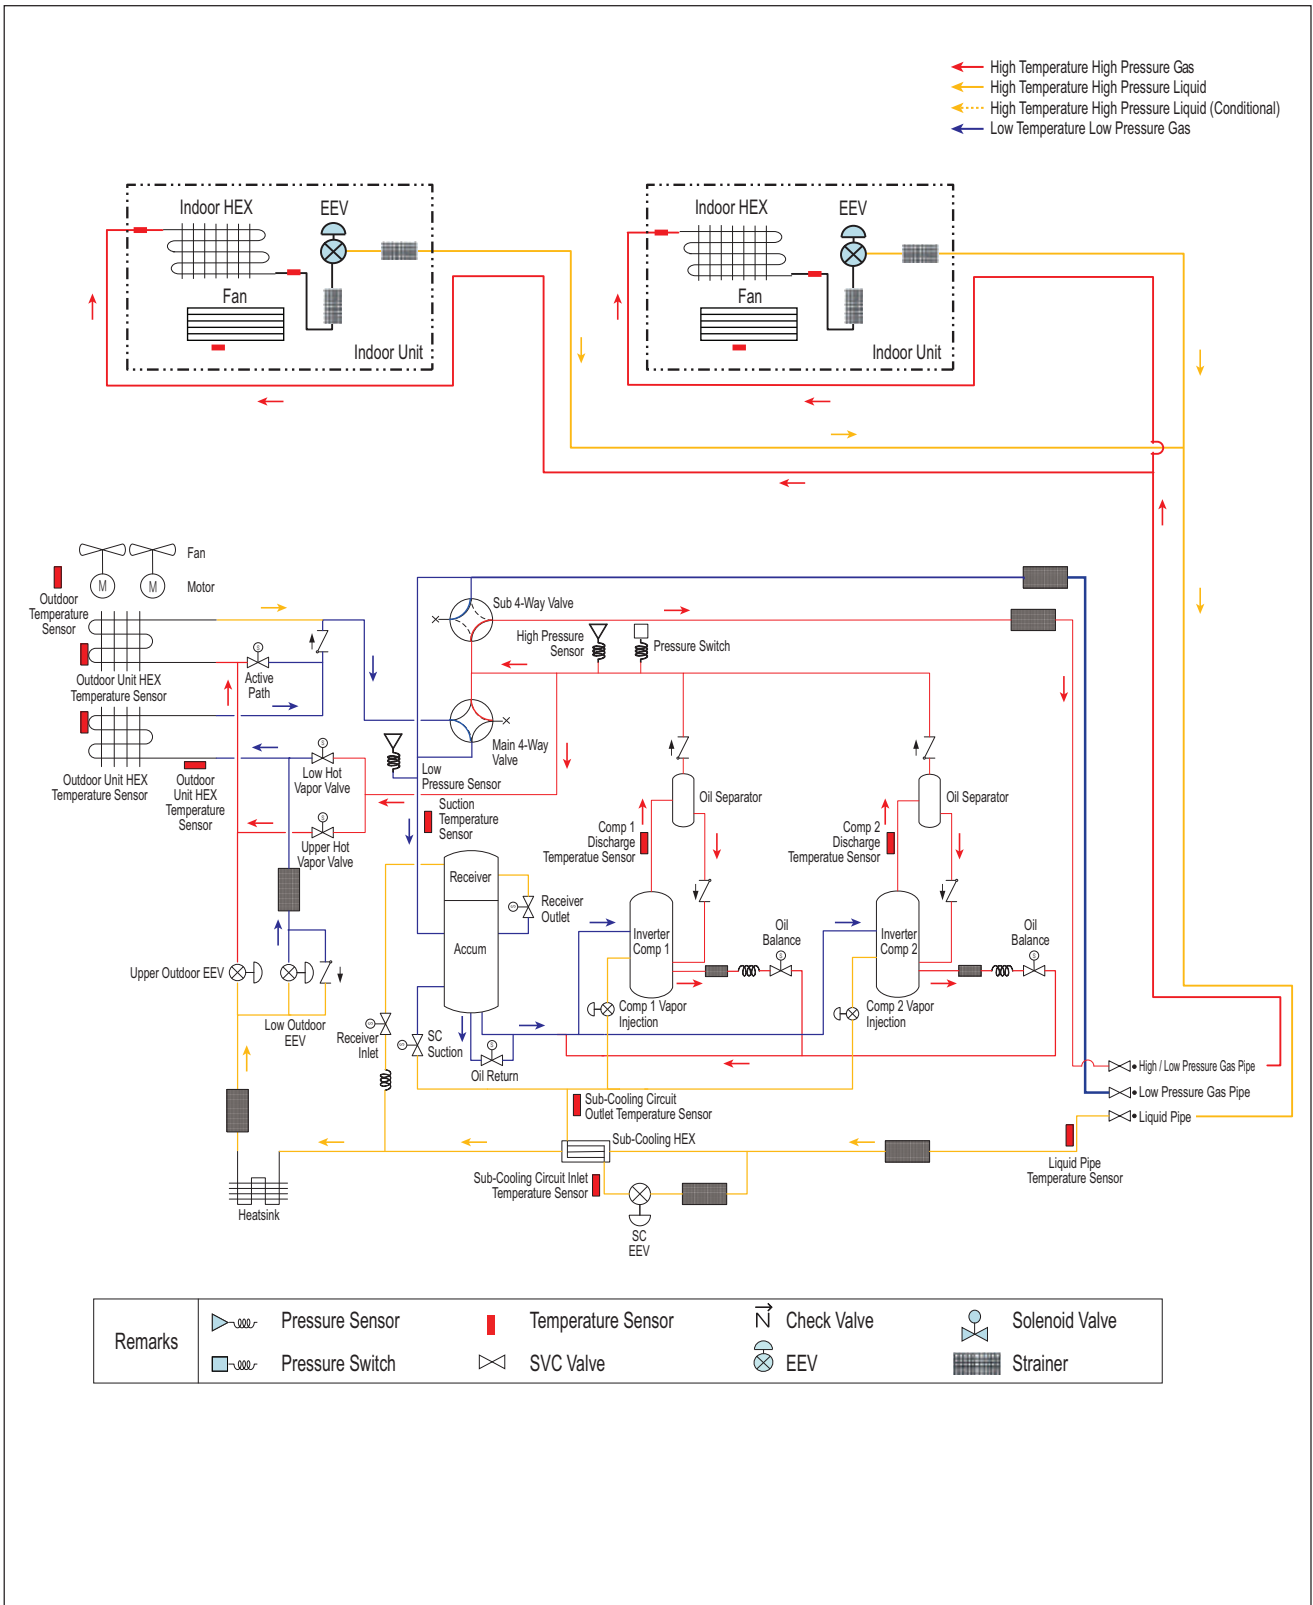 High Temperature High Pressure Gas
High Temperature High Pressure Liquid
High Temperature High Pressure Liquid (Conditional)
Low Temperature Low Pressure Gas
Indoor HEX
EEV
Fan
Indoor Unit
Indoor HEX
EEV
Fan
Indoor Unit
Fan
M
M
Motor
Outdoor
Temperature
Sensor
Sub 4-Way Valve
High Pressure
Sensor
Pressure Switch
S
Active
Path
Outdoor Unit HEX
Temperature Sensor
Main 4-Way
Valve
Low
Pressure Sensor
S
Low Hot
Vapor Valve
Outdoor Unit HEX
Temperature Sensor
Outdoor
Unit HEX
Temperature
Sensor
Suction
Temperature
Sensor
S
Upper Hot
Vapor Valve
Oil Separator
Oil Separator
Comp 1
Discharge
Temperatue Sensor
Comp 2
Discharge
Temperatue Sensor
Receiver
S
Receiver
Outlet
Accum
Inverter
Comp 1
Oil
Balance
S
Inverter
Comp 2
Oil
Balance
S
Upper Outdoor EEV
Low Outdoor
EEV
S
Receiver
Inlet
S
SC
Suction
S
Oil Return
Comp 1 Vapor
Injection
Comp 2 Vapor
Injection
High / Low Pressure Gas Pipe
Low Pressure Gas Pipe
Liquid Pipe
Sub-Cooling Circuit
Outlet Temperature Sensor
Sub-Cooling HEX
Sub-Cooling Circuit Inlet
Temperature Sensor
SC
EEV
Liquid Pipe
Temperature Sensor
Heatsink
Remarks
Pressure Sensor
Temperature Sensor
Check Valve
Solenoid Valve
Pressure Switch
SVC Valve
EEV
Strainer